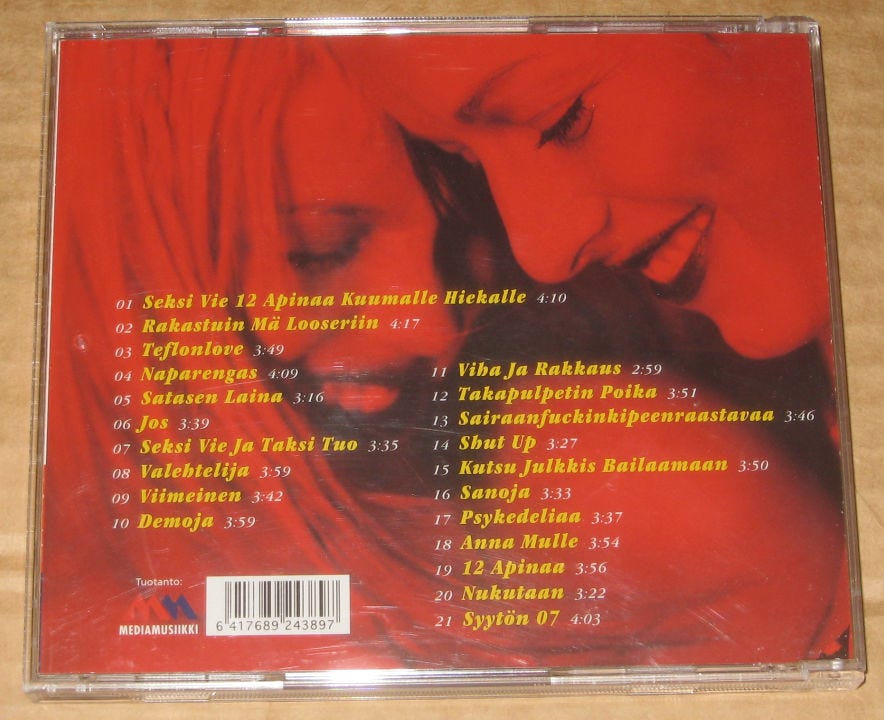 01 Seksi Vie 12 Apinaa Kuumalle Hiekalle 4:10
02 Rakastuin Mä Looseriin 4:17
03 Teflonlove 3:49
04 Naparengas 4:09
05 Satasen Laina 3:16
06 Jos 3:39
07 Seksi Vie Ja Taksi Tuo 3:35
08 Valehtelija 3:59
09 Viimeinen 3:42
10 Demoja 3:59
11 Viha Ja Rakkaus 2:59
12 Takapulpetin Poika 3:51
13 Sairaanfuckinkipeenraastavaa 3:46
14 Shut Up 3:27
15 Kutsu Julkkis Bailaamaan 3:50
16 Sanoja 3:33
17 Psykedeliaa 3:37
18 Anna Mulle 3:54
19 12 Apinaa 3:56
20 Nukutaan 3:22
21 Syytön 07 4:03
Tuotanto:
MEDIAMUSIIKKI
6 417689 243897